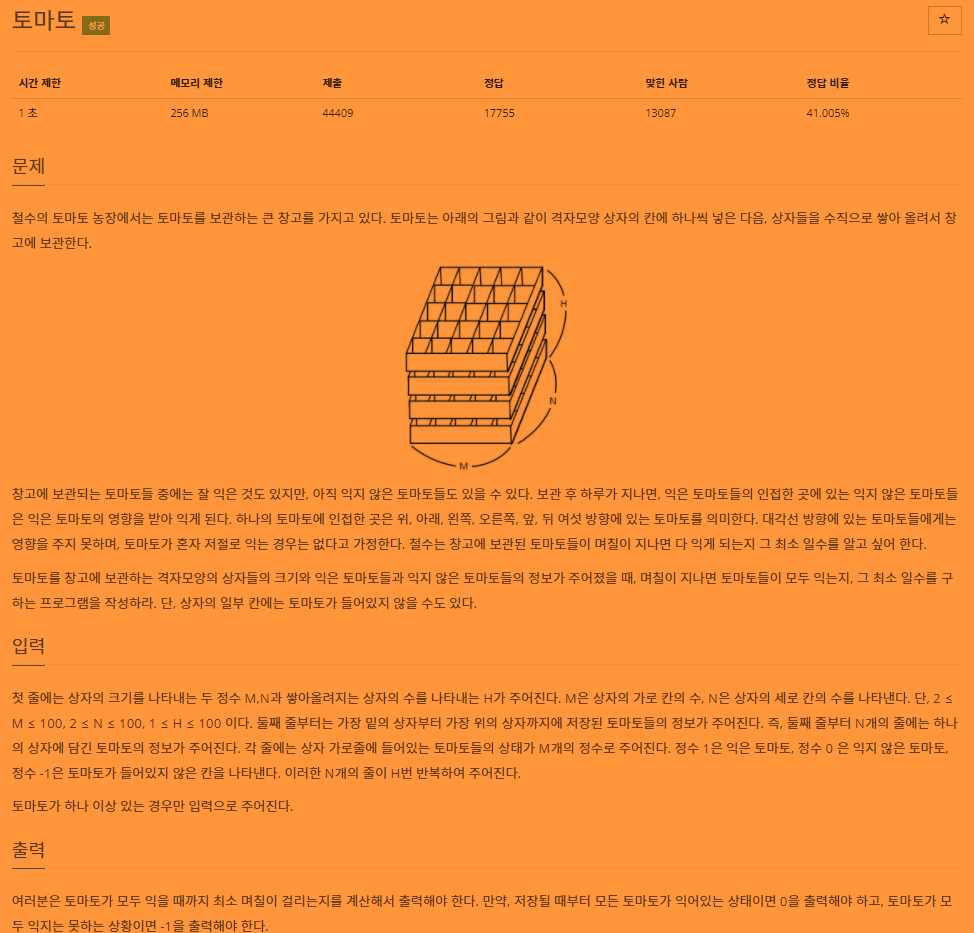 토마토 성공
☆
시간 제한 메모리 제한 제출 정답 맞힌 사람 정답 비율
1 초 256 MB 44409 17755 13087 41.005%
문제
철수의 토마토 농장에서는 토마토를 보관하는 큰 창고를 가지고 있다. 토마토는 아래의 그림과 같이 격자모양 상자의 칸에 하나씩 넣은 다음, 상자들을 수직으로 쌓아 올려서 창
고에 보관한다.
H
N
M
창고에 보관되는 토마토들 중에는 잘 익은 것도 있지만, 아직 익지 않은 토마토들도 있을 수 있다. 보관 후 하루가 지나면, 익은 토마토들의 인접한 곳에 있는 익지 않은 토마토들
은 익은 토마토의 영향을 받아 익게 된다. 하나의 토마토에 인접한 곳은 위, 아래, 왼쪽, 오른쪽, 앞, 뒤 여섯 방향에 있는 토마토를 의미한다. 대각선 방향에 있는 토마토들에게는
영향을 주지 못하며, 토마토가 혼자 저절로 익는 경우는 없다고 가정한다. 철수는 창고에 보관된 토마토들이 며칠이 지나면 다 익게 되는지 그 최소 일수를 알고 싶어 한다.
토마토를 창고에 보관하는 격자모양의 상자들의 크기와 익은 토마토들과 익지 않은 토마토들의 정보가 주어졌을 때, 며칠이 지나면 토마토들이 모두 익는지, 그 최소 일수를 구
하는 프로그램을 작성하라. 단, 상자의 일부 칸에는 토마토가 들어있지 않을 수도 있다.
입력
첫 줄에는 상자의 크기를 나타내는 두 정수 M,N과 쌓아올려지는 상자의 수를 나타내는 H가 주어진다. M은 상자의 가로 칸의 수, N은 상자의 세로 칸의 수를 나타낸다. 단, 2 ≤
M ≤ 100, 2 ≤ N ≤ 100, 1 ≤ H ≤ 100 이다. 둘째 줄부터는 가장 밑의 상자부터 가장 위의 상자까지에 저장된 토마토들의 정보가 주어진다. 즉, 둘째 줄부터 N개의 줄에는 하나
의 상자에 담긴 토마토의 정보가 주어진다. 각 줄에는 상자 가로줄에 들어있는 토마토들의 상태가 M개의 정수로 주어진다. 정수 1은 익은 토마토, 정수 0 은 익지 않은 토마토,
정수 -1은 토마토가 들어있지 않은 칸을 나타낸다. 이러한 N개의 줄이 H번 반복하여 주어진다.
토마토가 하나 이상 있는 경우만 입력으로 주어진다.
출력
여러분은 토마토가 모두 익을 때까지 최소 며칠이 걸리는지를 계산해서 출력해야 한다. 만약, 저장될 때부터 모든 토마토가 익어있는 상태이면 0을 출력해야 하고, 토마토가 모
두 익지는 못하는 상황이면 -1을 출력해야 한다.